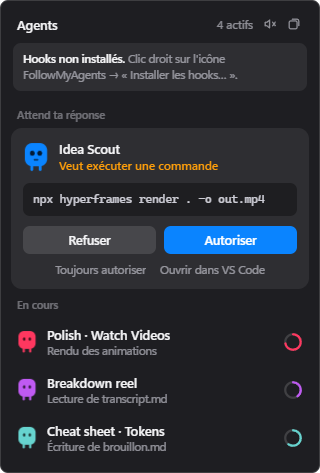 Agents
4 actifs
Hooks non installés. Clic droit sur l'icône
FollowMyAgents → « Installer les hooks… ».
Attend ta réponse
Idea Scout
Veut exécuter une commande
npx hyperframes render . -o out.mp4
Refuser
Autoriser
Toujours autoriser
Ouvrir dans VS Code
En cours
Polish · Watch Videos
Rendu des animations
Breakdown reel
Lecture de transcript.md
Cheat sheet · Tokens
Écriture de brouillon.md